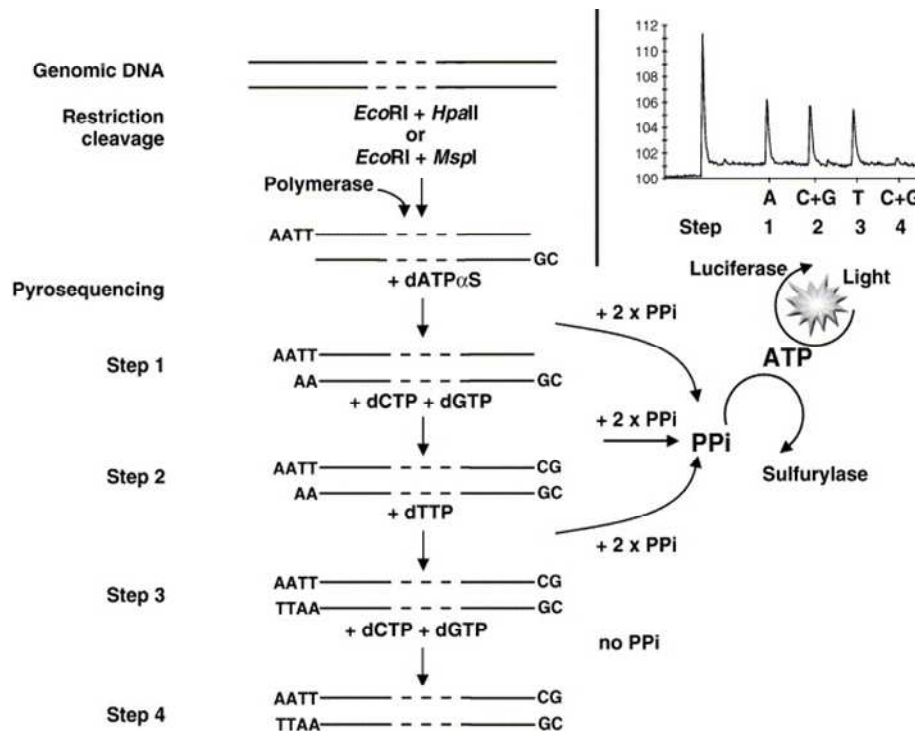 Genomic DNA
Restriction
cleavage
EcoRI + HpaII
or
EcoRI + MspI
Polymerase
AATT
GC
+ dATPαS
Pyrosequencing
Step 1
AATT
AA
GC
+ dCTP + dGTP
Step 2
AATT
CG
AA
GC
+ dTTP
Step 3
AATT
CG
TTAA
GC
+ dCTP + dGTP
Step 4
AATT
CG
TTAA
GC
+ 2 x PPi
+ 2 x PPi
+ 2 x PPi
no PPi
112
110
108
106
104
102
100
A C+G T C+G
Step 1 2 3 4
Luciferase
Light
ATP
PPi
Sulfurylase